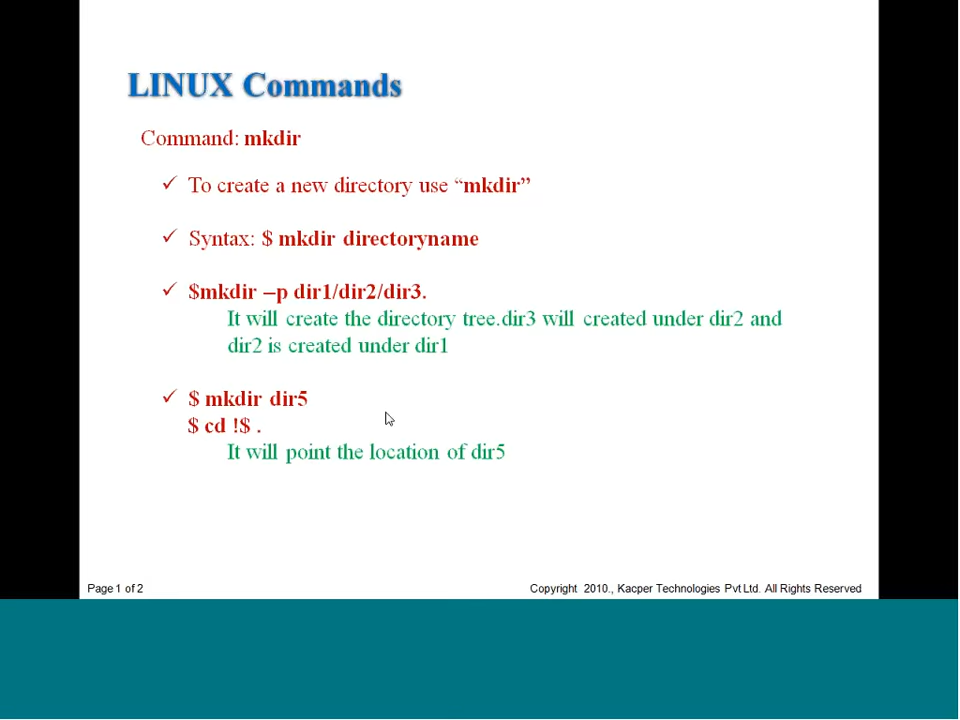 LINUX Commands
Command: mkdir
✓ To create a new directory use “mkdir”
✓ Syntax: $ mkdir directoryname
✓ $mkdir –p dir1/dir2/dir3.
It will create the directory tree.dir3 will created under dir2 and
dir2 is created under dir1
✓ $ mkdir dir5
$ cd !$ .
It will point the location of dir5
Page 1 of 2
Copyright 2010., Kacper Technologies Pvt Ltd. All Rights Reserved